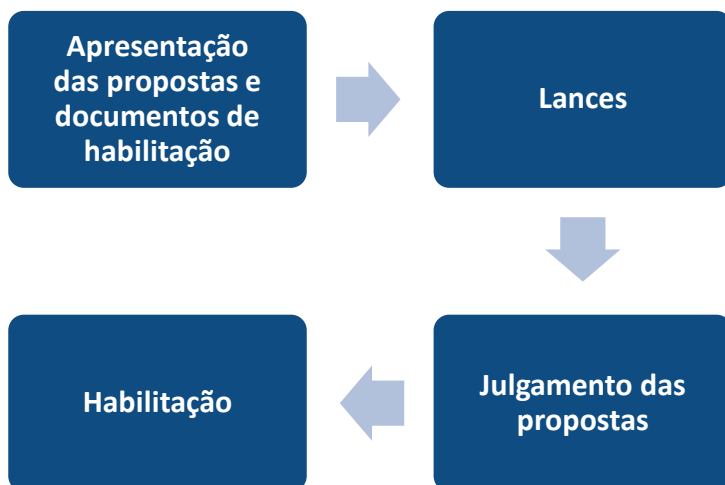 Apresentação
das propostas e
documentos de
habilitação
Lances
Julgamento das
propostas
Habilitação